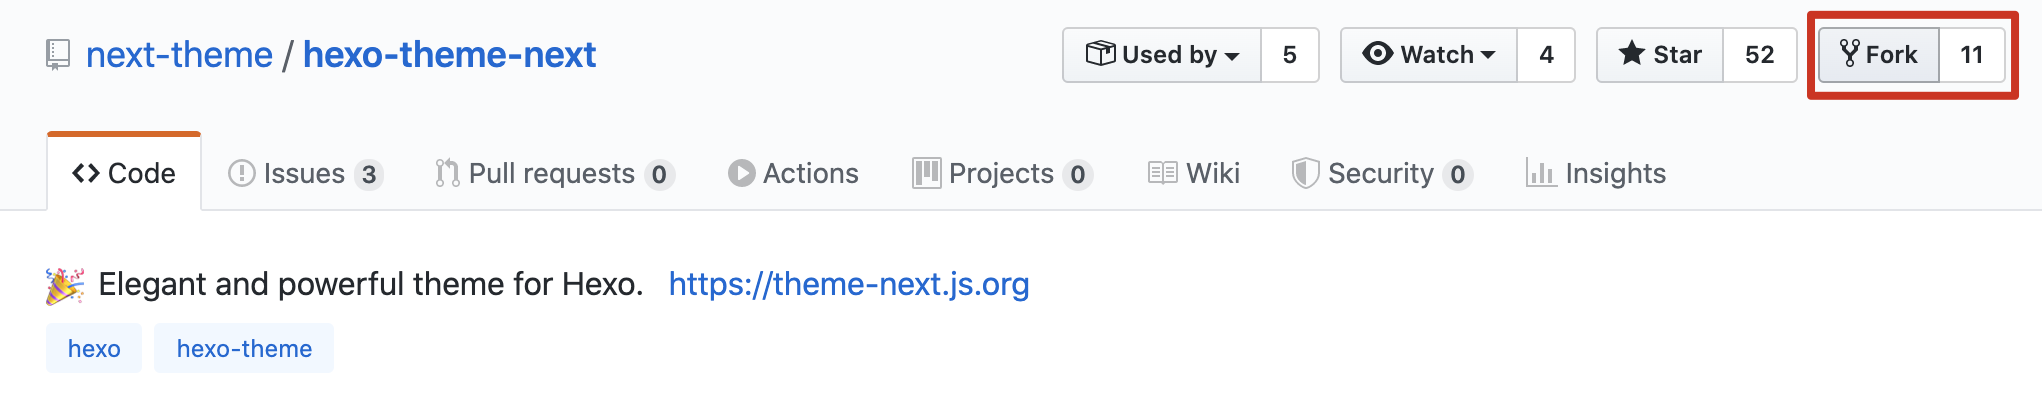 next-theme / hexo-theme-next Used by 5 Watch 4 Star 52 Fork 11
Code Issues 3 Pull requests 0 Actions Projects 0 Wiki Security 0 Insights
🎉 Elegant and powerful theme for Hexo. https://theme-next.js.org
hexo hexo-theme